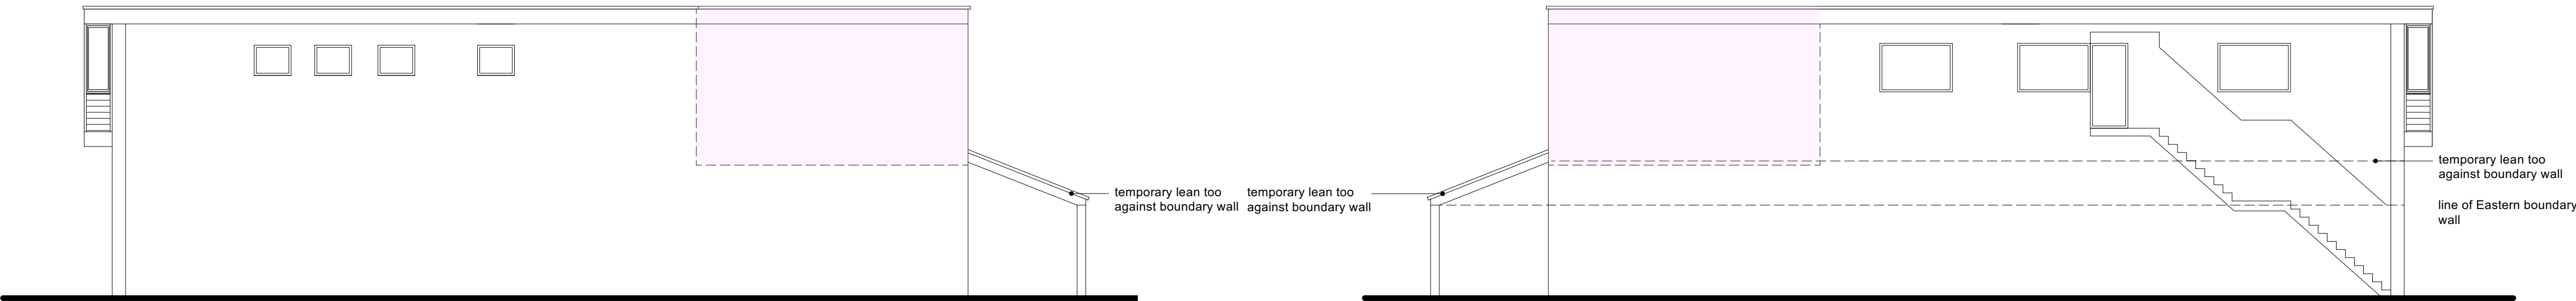 temporary lean too
against boundary wall
temporary lean too
against boundary wall
temporary lean too
against boundary wall
line of Eastern boundary
wall